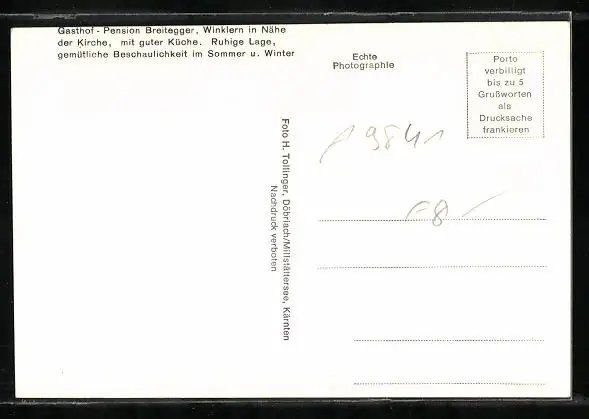 Gasthof - Pension Breitegger, Winklern in Nähe
der Kirche, mit guter Küche. Ruhige Lage,
gemütliche Beschaulichkeit im Sommer u. Winter
Foto H. Tollinger, Döbriach/Millstättersee, Kärnten
Nachdruck verboten
Echte
Photographie
Porto
verbilligt
bis zu 5
Grußworten
als
Drucksache
frankieren
A 9841